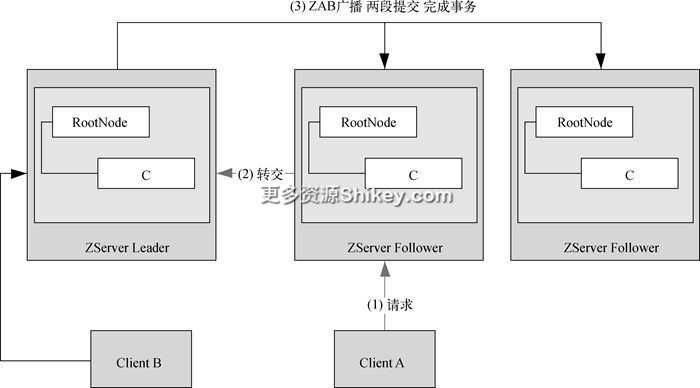 (3) ZAB广播 两段提交 完成事务
RootNode
C
ZServer Leader
(2) 转交
RootNode
C
ZServer Follower
RootNode
C
ZServer Follower
更多资源Shikey.com
(1) 请求
Client B
Client A